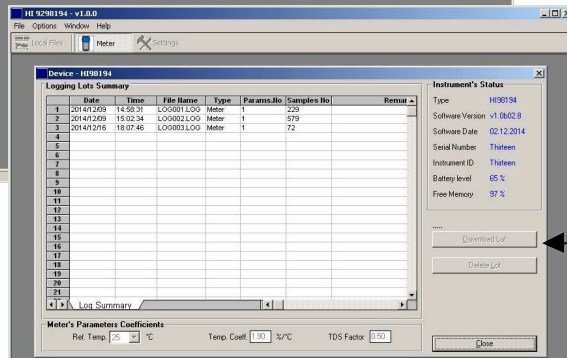 HI 9298194 - v1.0.0
File Options Window Help
Local Files Meter Settings
Device - HI98194
Logging Lots Summary
Date Time File Name Type Params.No Samples No Remar
1 2014/12/09 14:58:31 LOG001.LOG Meter 1 229
2 2014/12/09 15:02:34 LOG002.LOG Meter 1 579
3 2014/12/16 18:07:46 LOG003.LOG Meter 1 72
4
5
6
7
8
9
10
11
12
13
14
15
16
17
18
19
20
21
Log Summary
Instrument's Status
Type HI98194
Software Version v1.0b02.8
Software Date 02.12.2014
Serial Number Thirteen
Instrument ID Thirteen
Battery level 65 %
Free Memory 97 %
.....
Download Lot
Delete Lot
Meter's Parameters Coefficients
Ref. Temp. 25 °C Temp. Coeff. 1.90 %/°C TDS Factor 0.50
Close